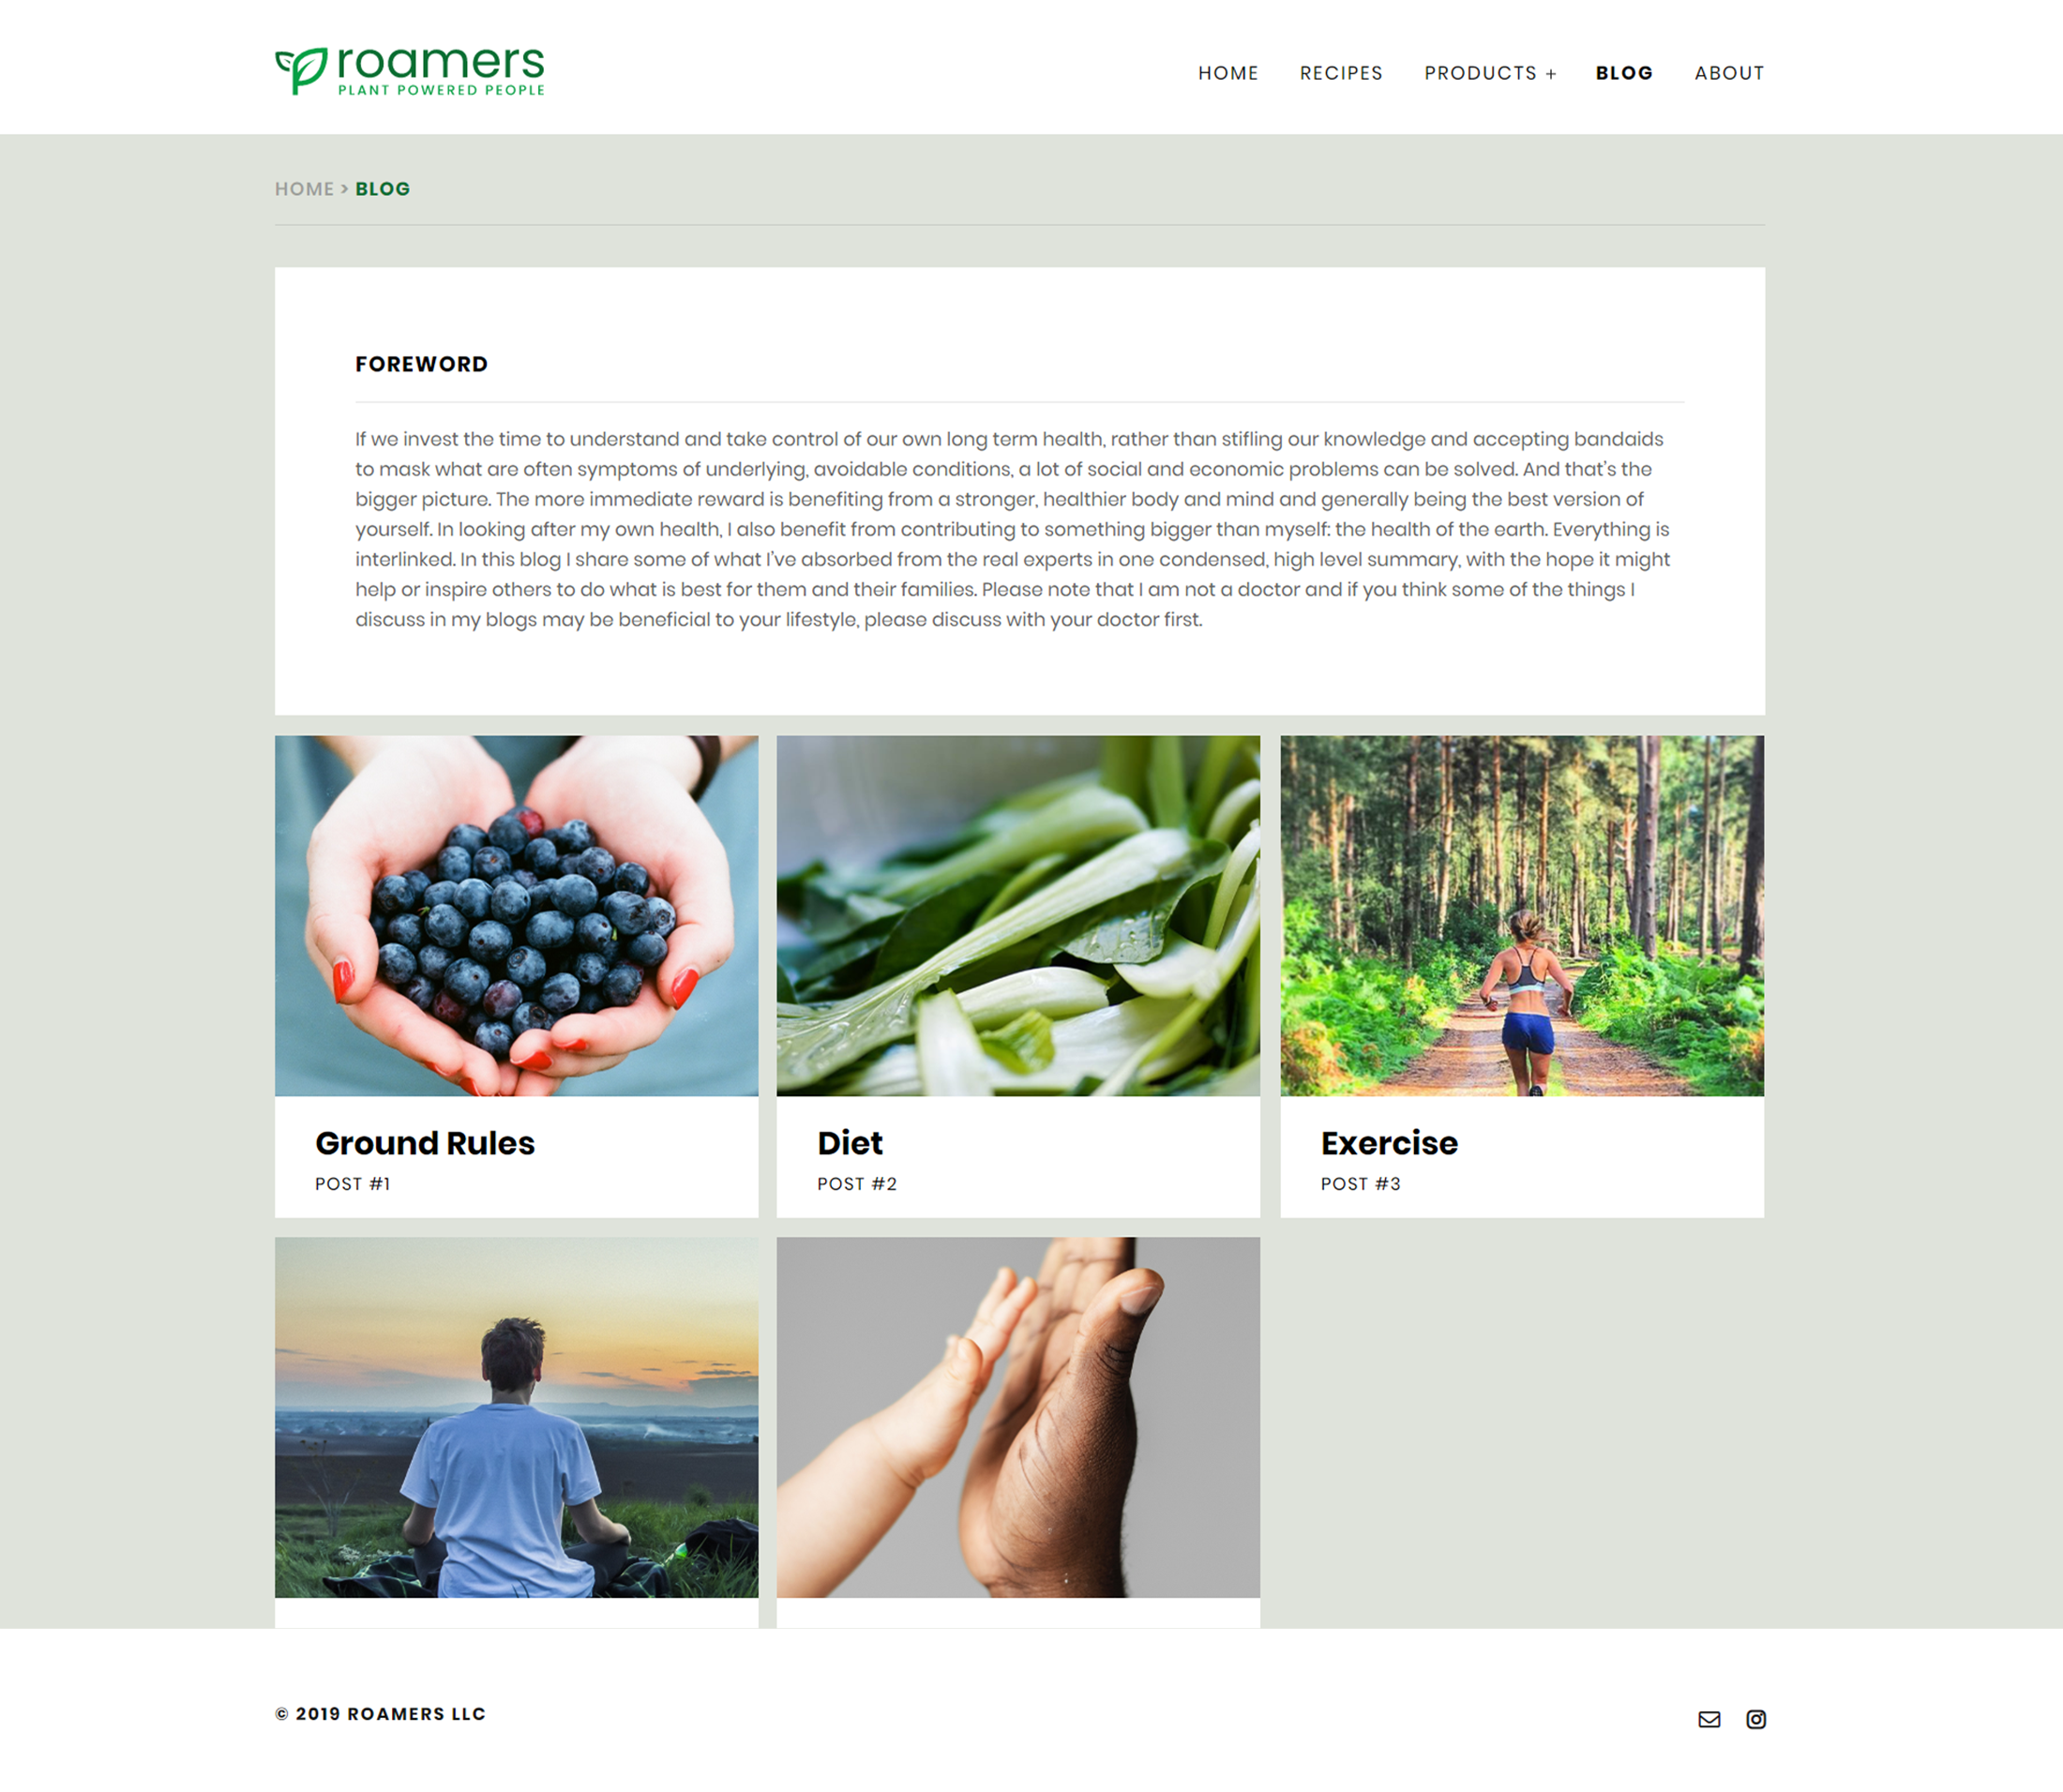 roamers
PLANT POWERED PEOPLE
HOME RECIPES PRODUCTS + BLOG ABOUT
HOME > BLOG
FOREWORD
If we invest the time to understand and take control of our own long term health, rather than stifling our knowledge and accepting bandaids
to mask what are often symptoms of underlying, avoidable conditions, a lot of social and economic problems can be solved. And that's the
bigger picture. The more immediate reward is benefiting from a stronger, healthier body and mind and generally being the best version of
yourself. In looking after my own health, I also benefit from contributing to something bigger than myself: the health of the earth. Everything is
interlinked. In this blog I share some of what I've absorbed from the real experts in one condensed, high level summary, with the hope it might
help or inspire others to do what is best for them and their families. Please note that I am not a doctor and if you think some of the things I
discuss in my blogs may be beneficial to your lifestyle, please discuss with your doctor first.
Ground Rules
POST #1
Diet
POST #2
Exercise
POST #3
© 2019 ROAMERS LLC